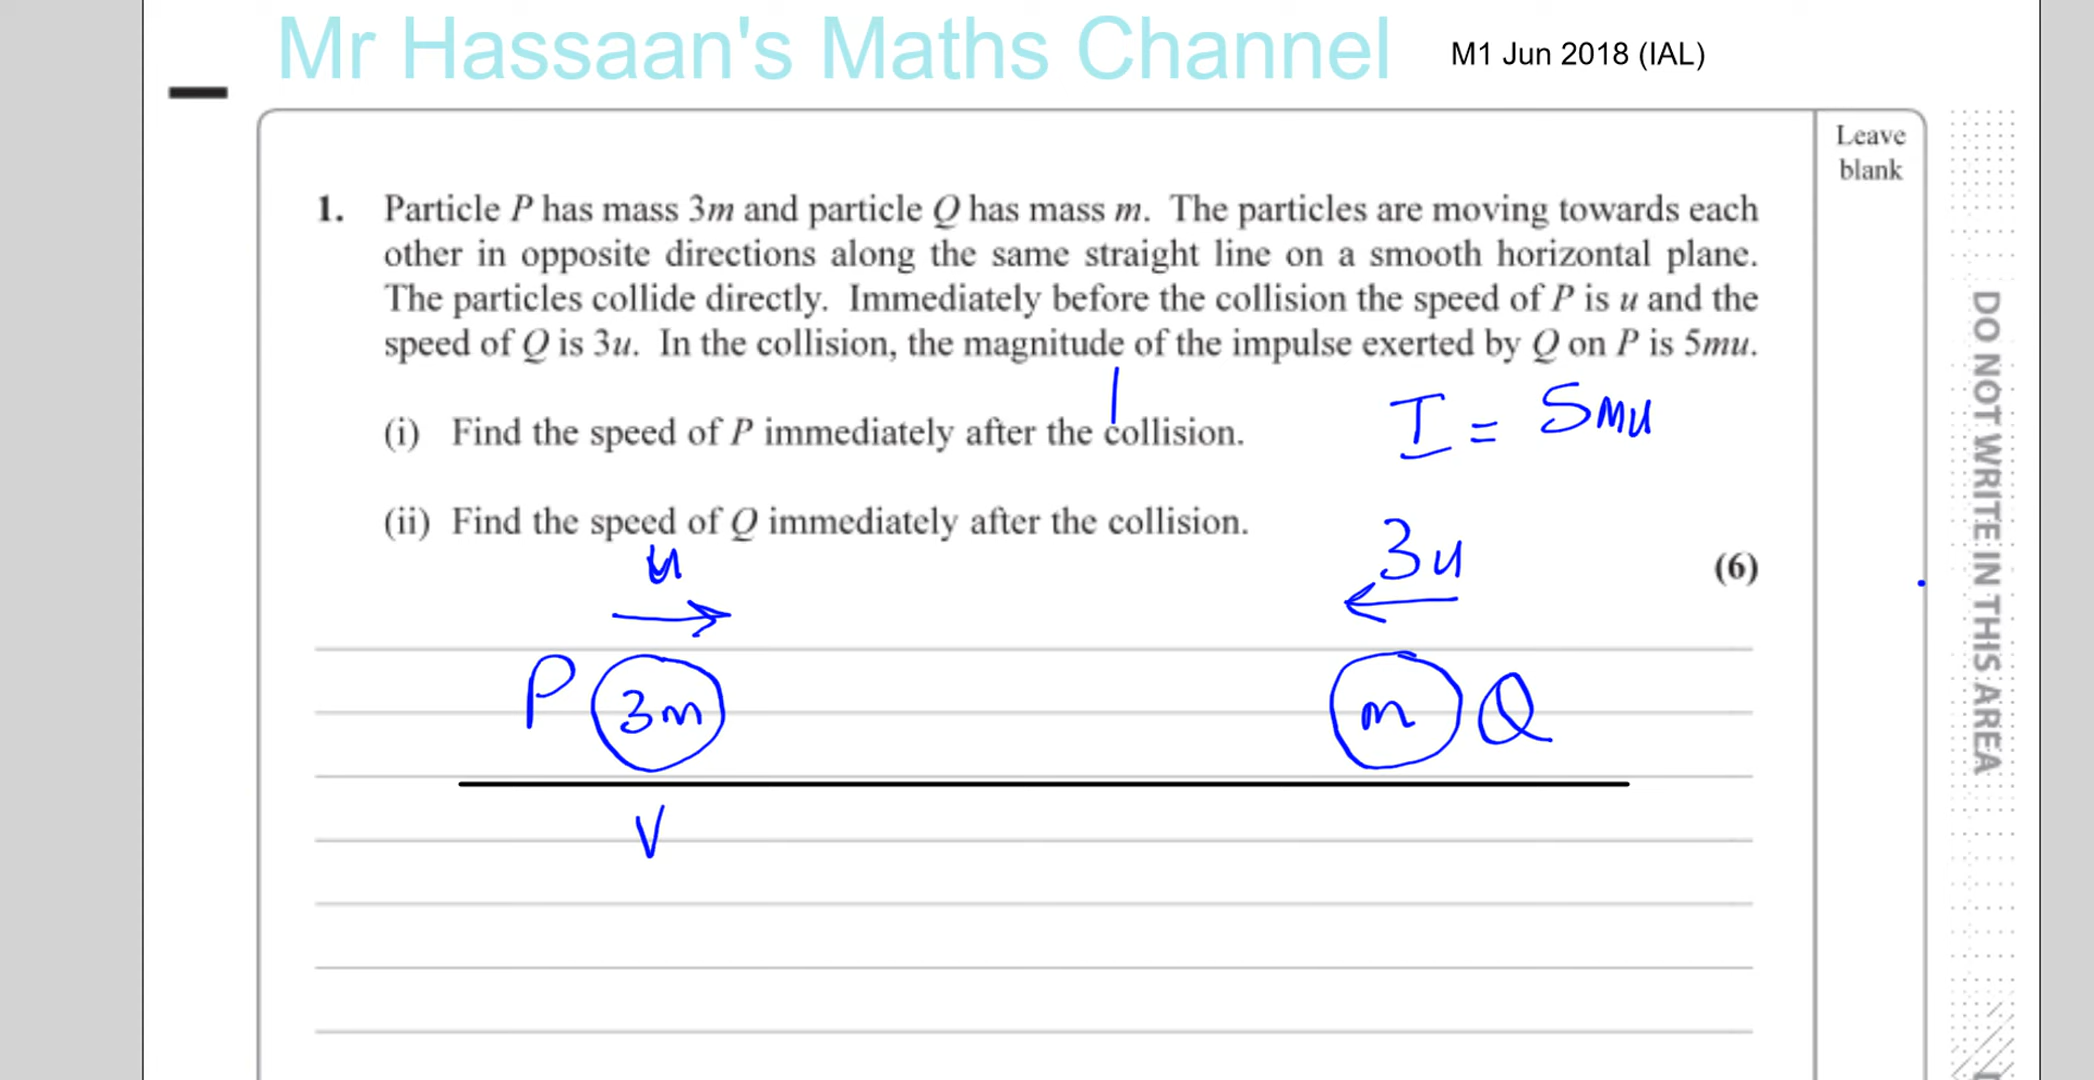 Mr Hassaan's Maths Channel
M1 Jun 2018 (IAL)
Leave
blank
1. Particle P has mass 3m and particle Q has mass m. The particles are moving towards each
other in opposite directions along the same straight line on a smooth horizontal plane.
The particles collide directly. Immediately before the collision the speed of P is u and the
speed of Q is 3u. In the collision, the magnitude of the impulse exerted by Q on P is 5mu.
I = 5mu
(i) Find the speed of P immediately after the collision.
(ii) Find the speed of Q immediately after the collision.
(6)
u
3u
P 3m
m Q
V
DO NOT WRITE IN THIS AREA